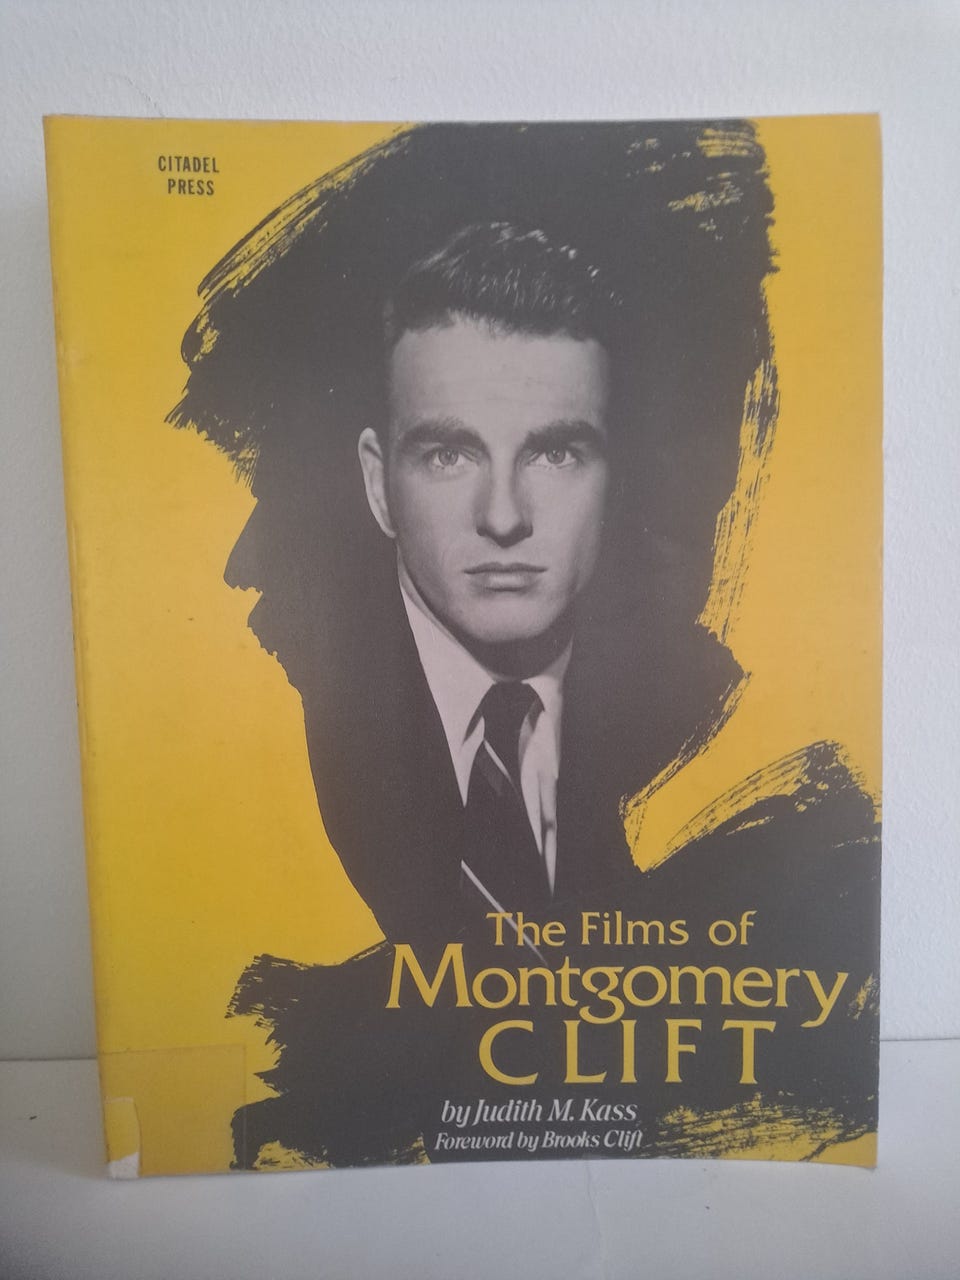 CITADEL
PRESS
The Films of
Montgomery
CLIFT
by Judith M. Kass
Foreword by Brooks Clift